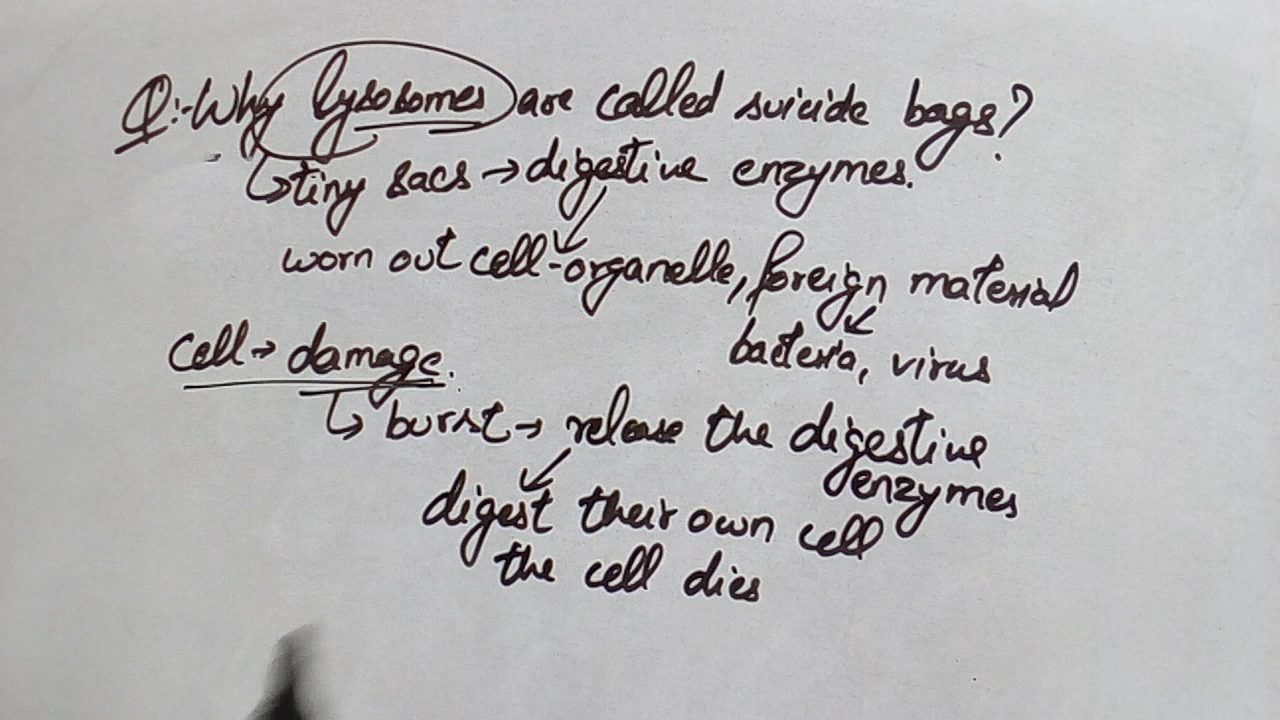 Q:- Why lysosomes are called suicide bags?
↳ tiny sacs → digestive enzymes.
worn out cell-organelle, foreign material
bacteria, virus
cell → damage.
↳ burst → release the digestive
enzymes
digest their own cell
the cell dies